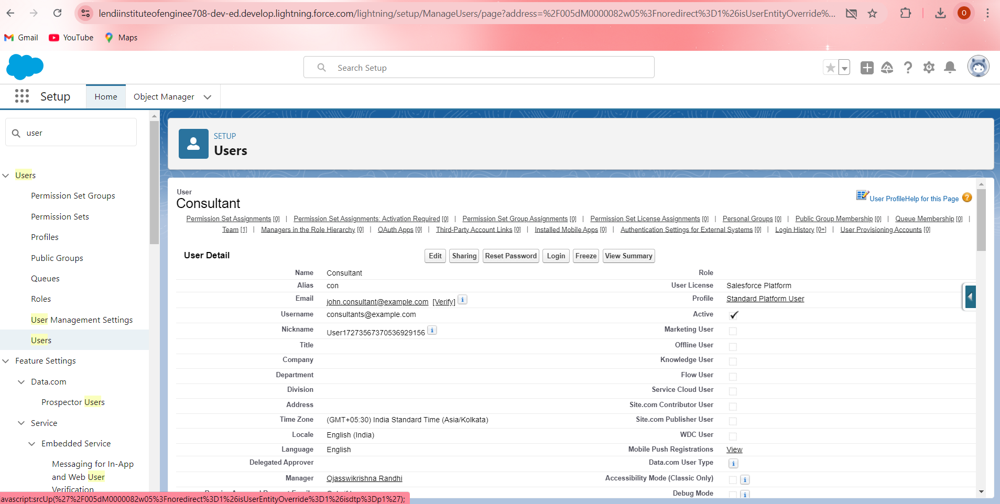 lendiinstituteofenginee708-dev-ed.develop.lightning.force.com/lightning/setup/ManageUsers/page?address=%2F005dM0000082w05%3Fnoredirect%3D1%26isUserEntityOverride%...
O
Gmail YouTube Maps
Search Setup
Setup Home Object Manager
user
Users
Permission Set Groups
Permission Sets
Profiles
Public Groups
Queues
Roles
User Management Settings
Users
Feature Settings
Data.com
Prospector Users
Service
Embedded Service
Messaging for In-App
and Web User
Verification
SETUP
Users
User
Consultant
User Profile Help for this Page ?
Permission Set Assignments [0] | Permission Set Assignments: Activation Required [0] | Permission Set Group Assignments [0] | Permission Set License Assignments [0] | Personal Groups [0] | Public Group Membership [0] | Queue Membership [0] |
Team [1] | Managers in the Role Hierarchy [0] | OAuth Apps [0] | Third-Party Account Links [0] | Installed Mobile Apps [0] | Authentication Settings for External Systems [0] | Login History [0+] | User Provisioning Accounts [0]
User Detail Edit Sharing Reset Password Login Freeze View Summary
Name Consultant Role
Alias con User License Salesforce Platform
Email john.consultant@example.com [Verify] i Profile Standard Platform User
Username consultants@example.com Active
Nickname User17273567370536929156 i Marketing User
Title Offline User
Company Knowledge User
Department Flow User
Division Service Cloud User
Address Site.com Contributor User
Time Zone (GMT+05:30) India Standard Time (Asia/Kolkata) Site.com Publisher User
Locale English (India) WDC User
Language English Mobile Push Registrations View
Delegated Approver Data.com User Type i
Manager Ojasswikrishna Randhi Accessibility Mode (Classic Only) i
Debug Mode i
javascript:srcUp(%27%2F005dM0000082w05%3Fnoredirect%3D1%26isUserEntityOverride%3D1%26isdtp%3Dp1%27);